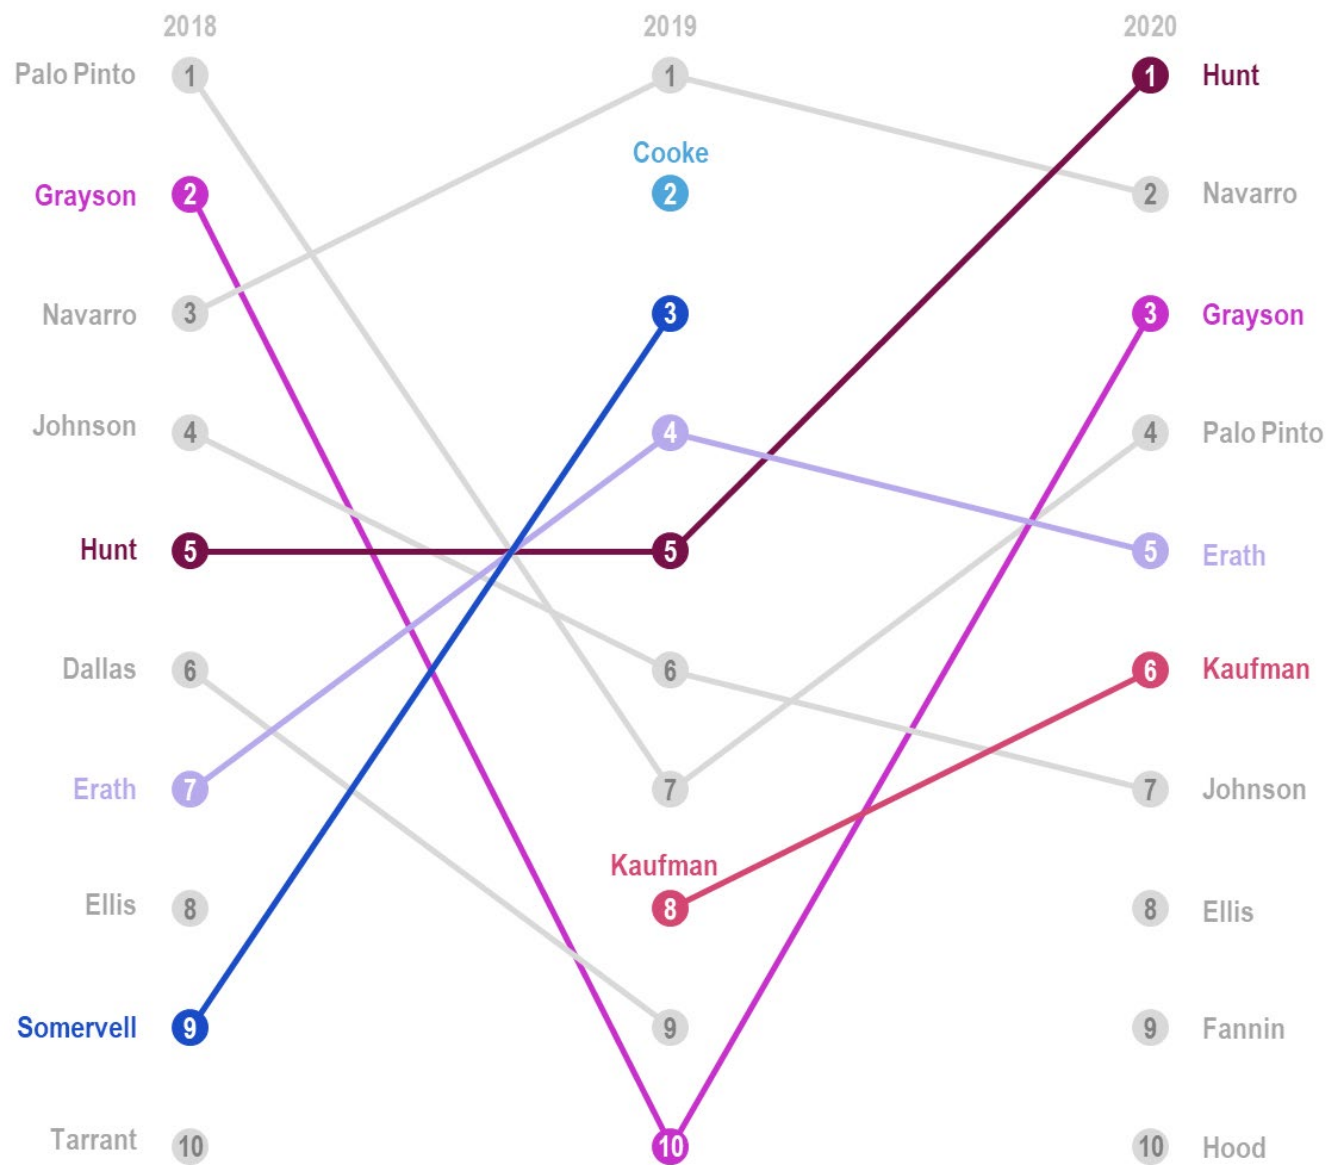 2018 2019 2020
Palo Pinto 1 1 1 Hunt
Cooke
Grayson 2 2 2 Navarro
Navarro 3 3 3 Grayson
Johnson 4 4 4 Palo Pinto
Hunt 5 5 5 Erath
Dallas 6 6 6 Kaufman
Erath 7 7 7 Johnson
Kaufman
Ellis 8 8 8 Ellis
Somervell 9 9 9 Fannin
Tarrant 10 10 10 Hood